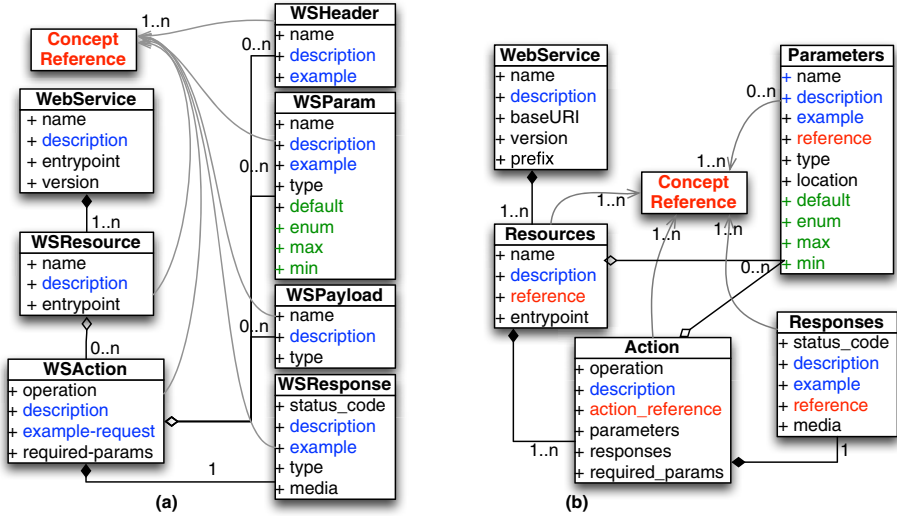 1..n
Concept
Reference
WebService
+ name
+ description
+ entrypoint
+ version
1..n
WSResource
+ name
+ description
+ entrypoint
0..n
WSAction
+ operation
+ description
+ example-request
+ required-params
WSHeader
+ name
+ description
+ example
0..n
WSParam
+ name
+ description
+ example
+ type
+ default
+ enum
+ max
+ min
0..n
WSPayload
+ name
+ description
+ type
0..n
WSResponse
+ status_code
+ description
+ example
+ type
+ media
1
(a)
WebService
+ name
+ description
+ baseURI
+ version
+ prefix
1..n
Resources
+ name
+ description
+ reference
+ entrypoint
1..n
Concept
Reference
1..n
1..n
1..n
Parameters
+ name
+ description
+ example
+ reference
+ type
+ location
+ default
+ enum
+ max
+ min
0..n
0..n
Action
+ operation
+ description
+ action_reference
+ parameters
+ responses
+ required_params
1..n
Responses
+ status_code
+ description
+ example
+ reference
+ media
1
(b)